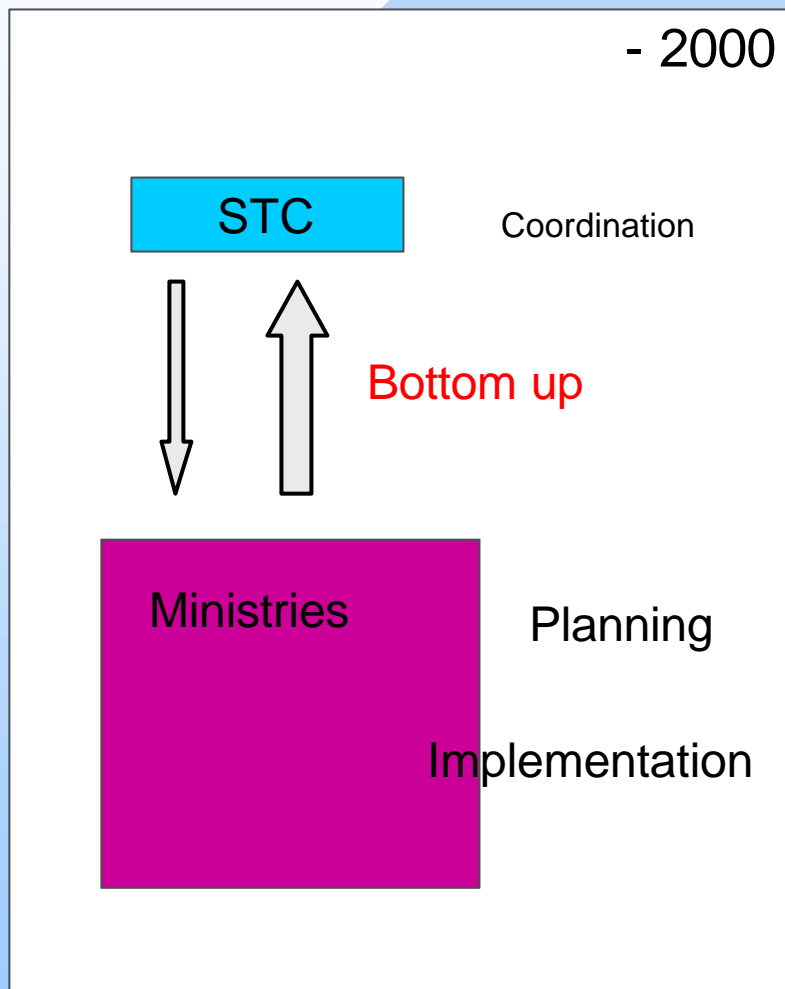 - 2000
STC
Coordination
Bottom up
Ministries
Planning
Implementation